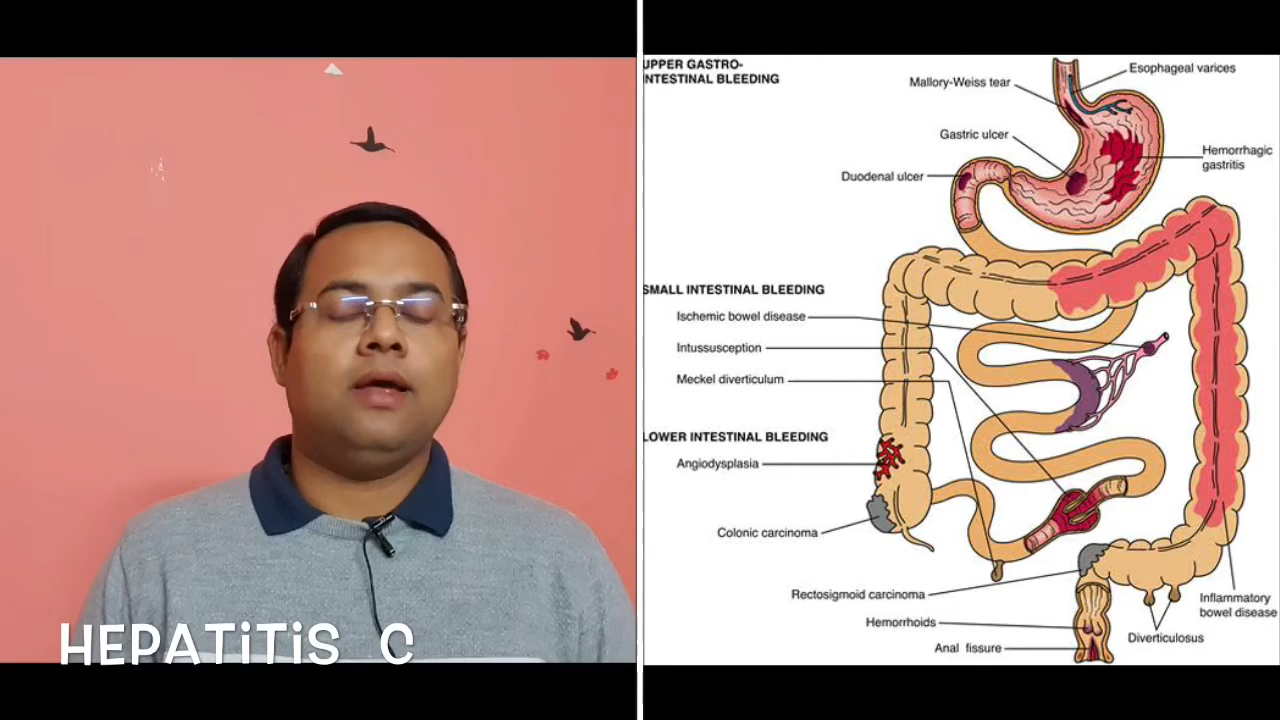 HEPATiTiS C
UPPER GASTRO-
INTESTINAL BLEEDING
Esophageal varices
Mallory-Weiss tear
Gastric ulcer
Hemorrhagic
gastritis
Duodenal ulcer
SMALL INTESTINAL BLEEDING
Ischemic bowel disease
Intussusception
Meckel diverticulum
LOWER INTESTINAL BLEEDING
Angiodysplasia
Colonic carcinoma
Rectosigmoid carcinoma
Inflammatory
bowel disease
Hemorrhoids
Diverticulosus
Anal fissure